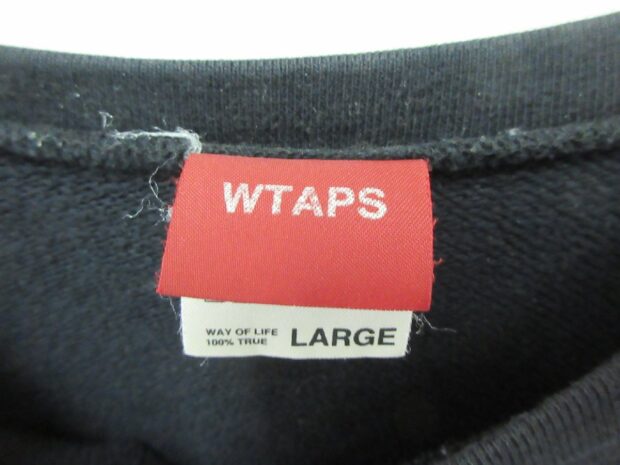 WTAPS
WAY OF LIFE
100% TRUE
LARGE